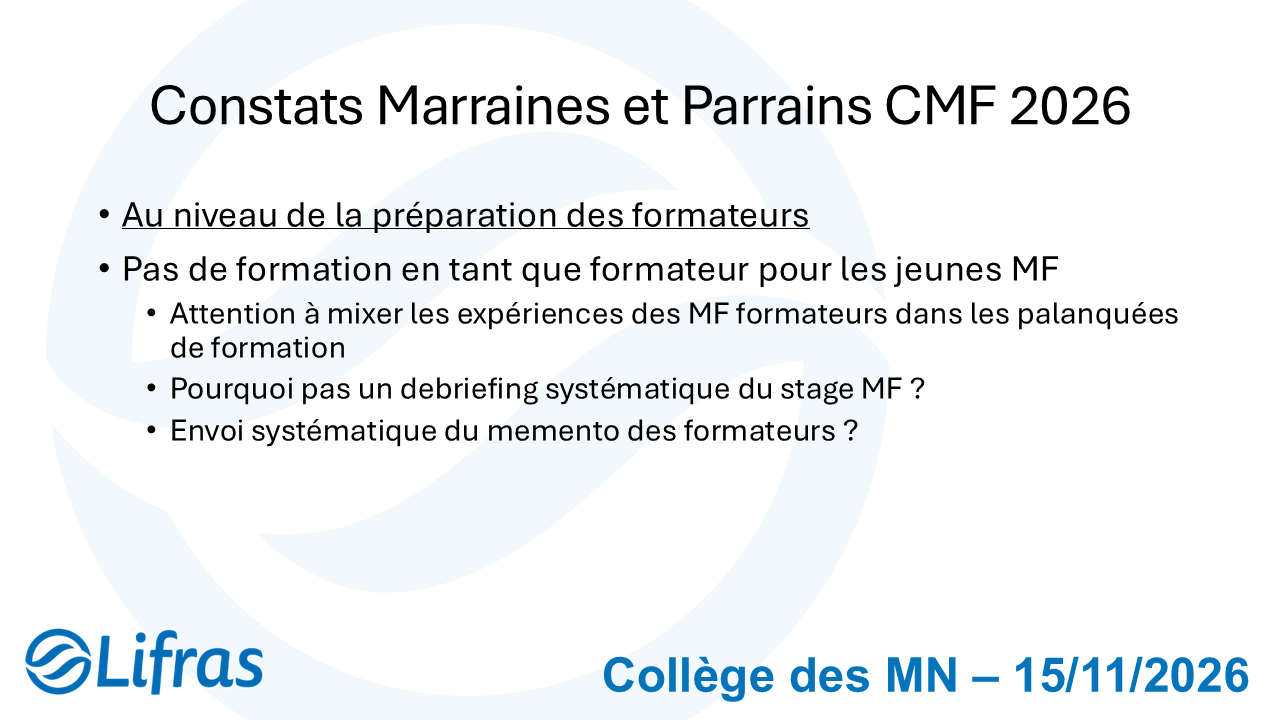 Constats Marraines et Parrains CMF 2026
• Au niveau de la préparation des formateurs
• Pas de formation en tant que formateur pour les jeunes MF
• Attention à mixer les expériences des MF formateurs dans les palanquées
de formation
• Pourquoi pas un debriefing systématique du stage MF ?
• Envoi systématique du memento des formateurs ?
Lifras
Collège des MN – 15/11/2026